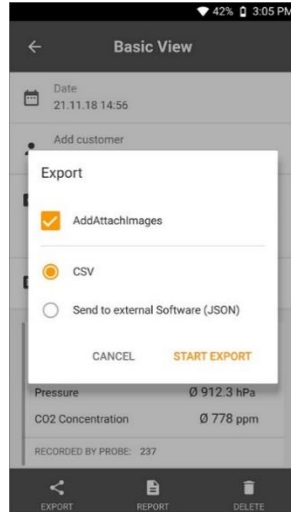 42% 3:05 PM
Basic View
Date
21.11.18 14:56
Add customer
Export
AddAttachImages
CSV
Send to external Software (JSON)
CANCEL START EXPORT
Pressure Ø 912.3 hPa
CO2 Concentration Ø 778 ppm
RECORDED BY PROBE: 237
EXPORT REPORT DELETE